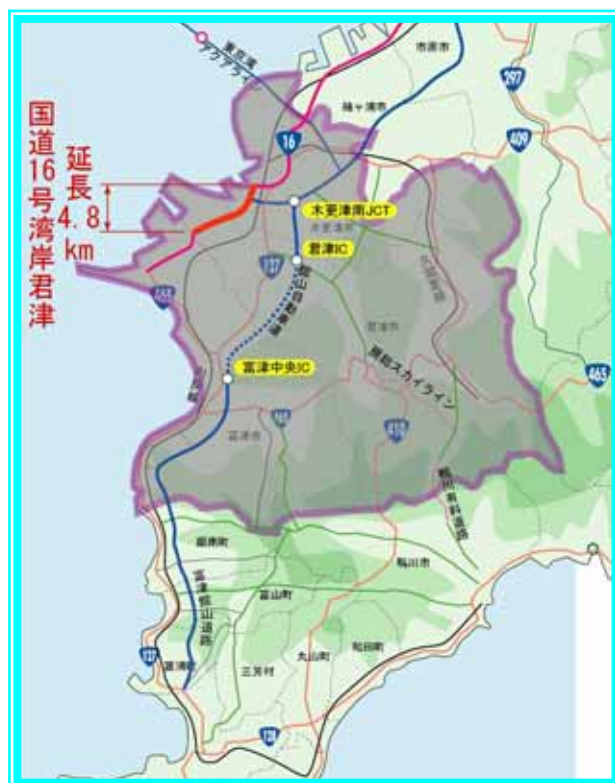 国道16号湾岸君津
延長
4.8
km
東京湾
アクアライン
市原市
袖ヶ浦市
297
409
16
木更津南JCT
木更津市
君津IC
127
館山自動車道
465
君津市
房総スカイライン
富津中央IC
465
465
410
富津市
鴨川有料道路
鋸南町
鴨川市
富津館山道路
富山町
127
富浦町
三芳村
丸山町
和田町
128